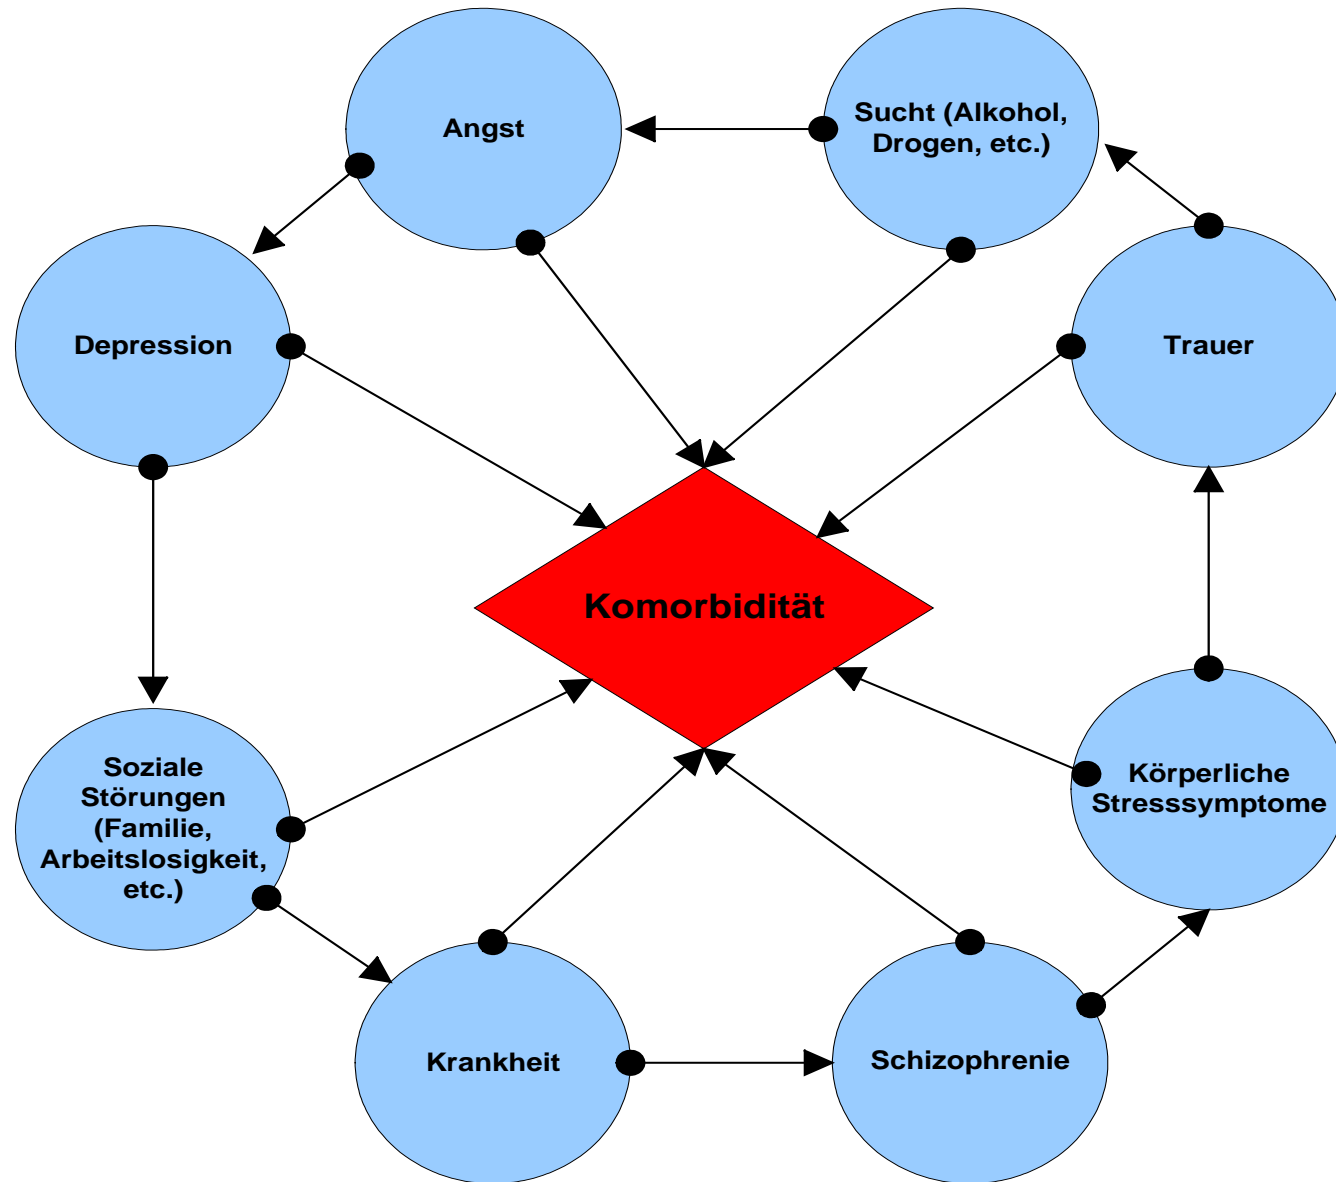 Angst
Sucht (Alkohol,
Drogen, etc.)
Depression
Trauer
Komorbidität
Soziale
Störungen
(Familie,
Arbeitslosigkeit,
etc.)
Körperliche
Stresssymptome
Krankheit
Schizophrenie